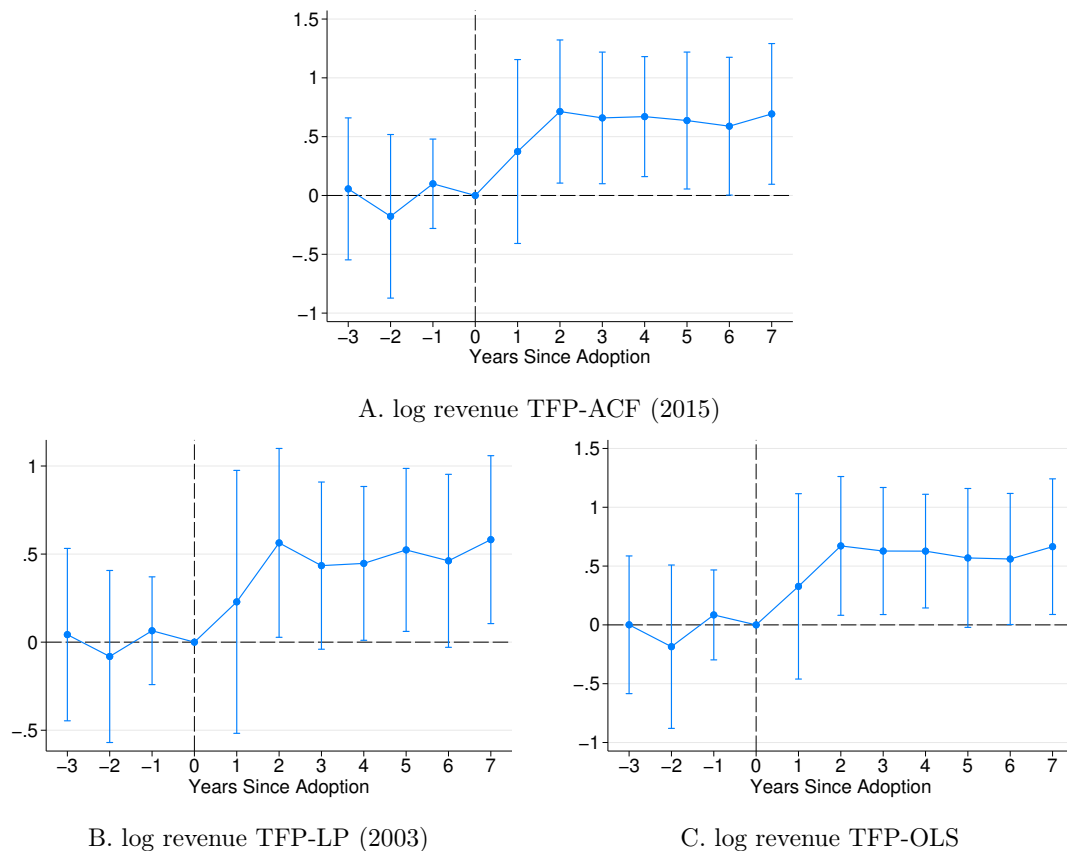 1.5
1
.5
0
−.5
−1
−3 −2 −1 0 1 2 3 4 5 6 7
Years Since Adoption
A. log revenue TFP-ACF (2015)
1
.5
0
−.5
−3 −2 −1 0 1 2 3 4 5 6 7
Years Since Adoption
B. log revenue TFP-LP (2003)
1.5
1
.5
0
−.5
−1
−3 −2 −1 0 1 2 3 4 5 6 7
Years Since Adoption
C. log revenue TFP-OLS